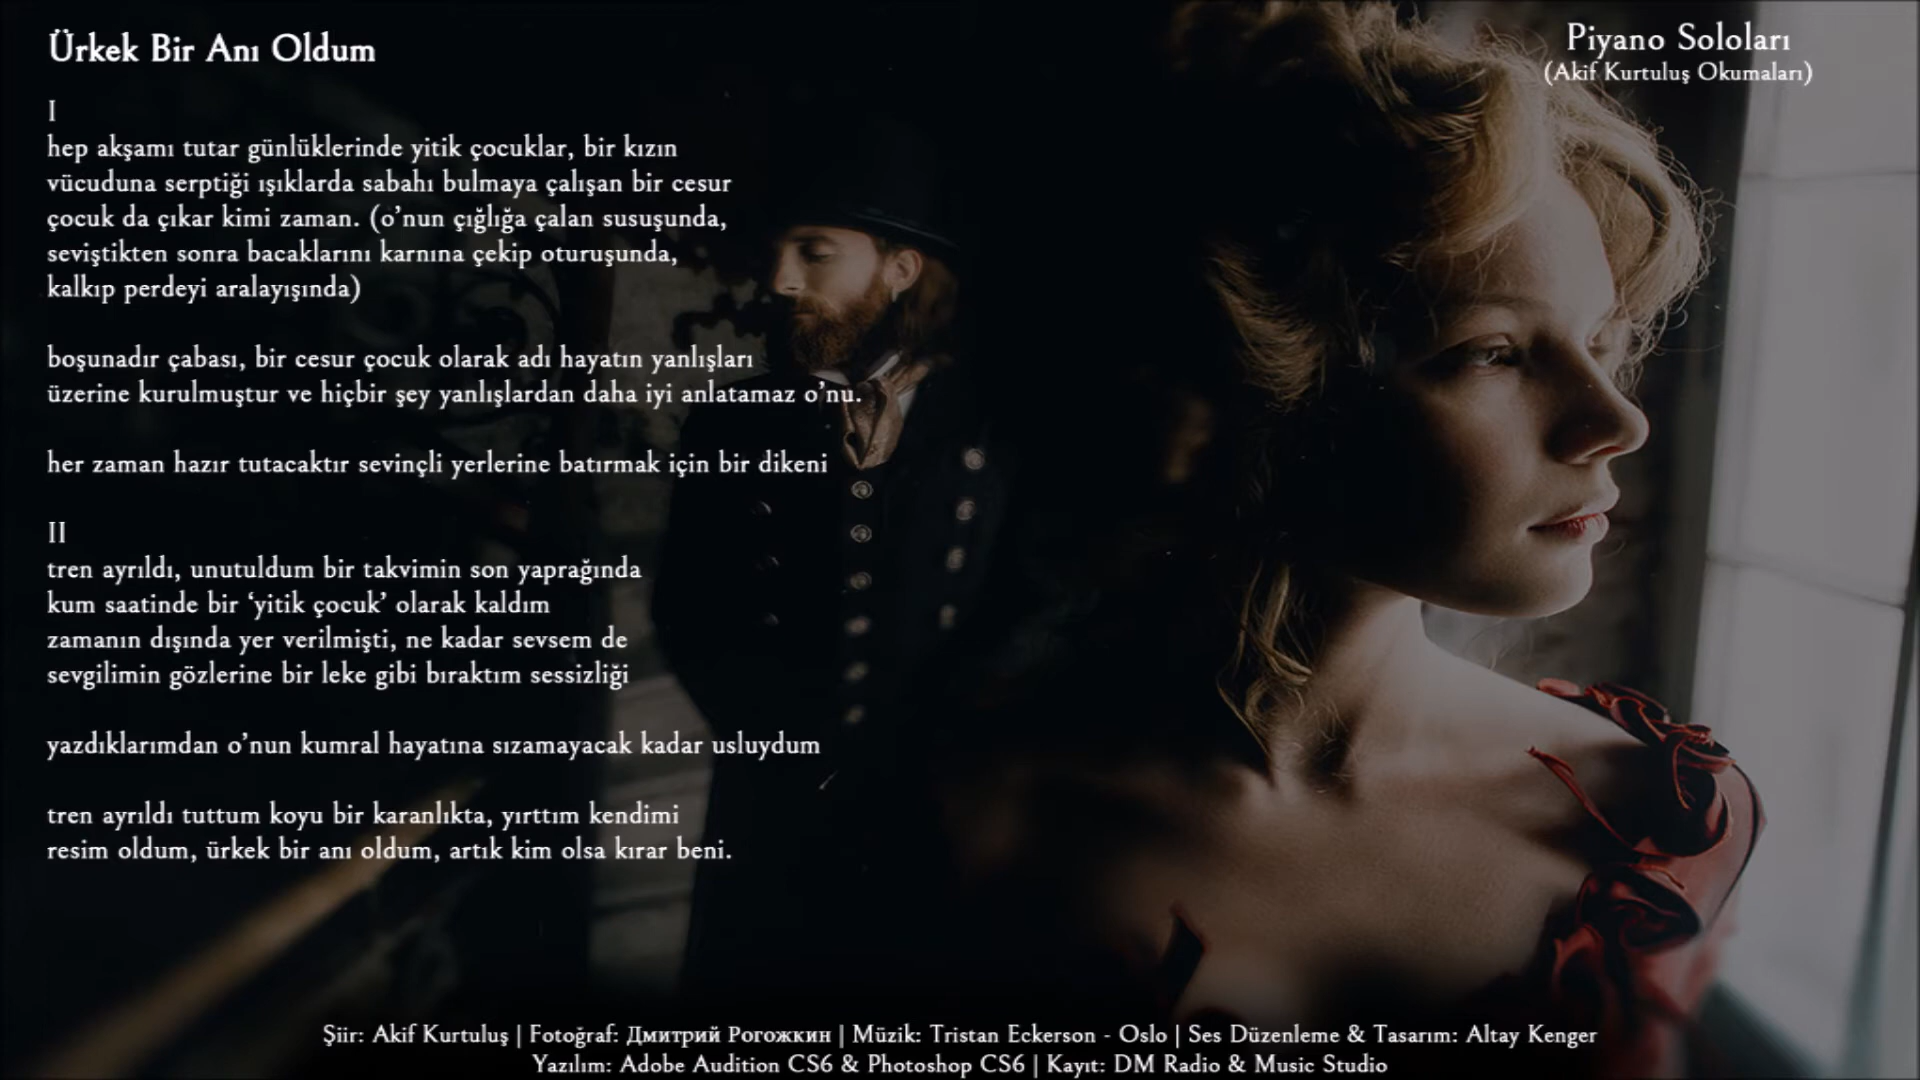 Ürkek Bir Anı Oldum
Piyano Soloları
(Akif Kurtuluş Okumaları)
I
hep akşamı tutar günlüklerinde yitik çocuklar, bir kızın
vücuduna serptiği ışıklarda sabahı bulmaya çalışan bir cesur
çocuk da çıkar kimi zaman. (o’nun çığlığa çalan susuşunda,
seviştikten sonra bacaklarını karnına çekip oturuşunda,
kalkıp perdeyi aralayışında)
boşunadır çabası, bir cesur çocuk olarak adı hayatın yanlışları
üzerine kurulmuştur ve hiçbir şey yanlışlardan daha iyi anlatamaz o’nu.
her zaman hazır tutacaktır sevinçli yerlerine batırmak için bir dikeni
II
tren ayrıldı, unutuldum bir takvimin son yaprağında
kum saatinde bir ‘yitik çocuk’ olarak kaldım
zamanın dışında yer verilmişti, ne kadar sevsem de
sevgilimin gözlerine bir leke gibi bıraktım sessizliği
yazdıklarımdan o’nun kumral hayatına sızamayacak kadar usluydum
tren ayrıldı tuttum koyu bir karanlıkta, yırttım kendimi
resim oldum, ürkek bir anı oldum, artık kim olsa kırar beni.
Şiir: Akif Kurtuluş | Fotoğraf: Дмитрий Рогожкин | Müzik: Tristan Eckerson - Oslo | Ses Düzenleme & Tasarım: Altay Kenger
Yazılım: Adobe Audition CS6 & Photoshop CS6 | Kayıt: DM Radio & Music Studio